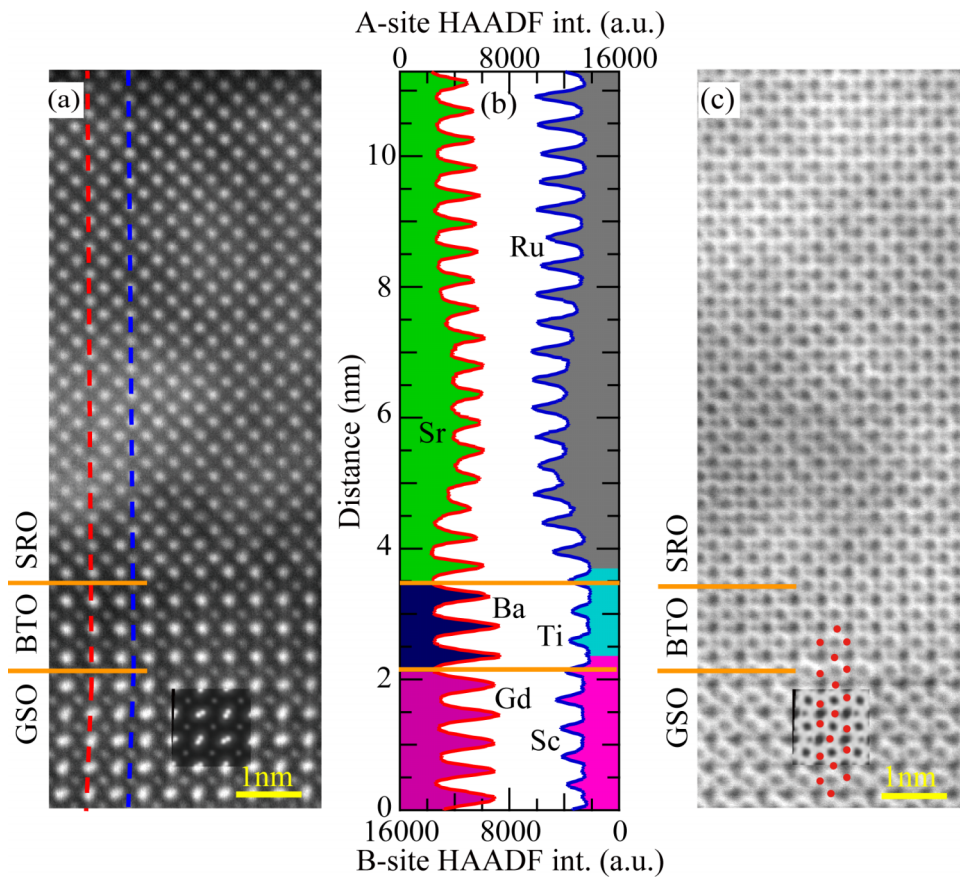 A-site HAADF int. (a.u.)
0 8000 16000
(a) (b) (c)
10
Ru
8
Distance (nm)
6
Sr
4
SRO SRO
Ba
BTO BTO
Ti
2
GSO GSO
Gd
Sc
1nm 1nm
0
16000 8000 0
B-site HAADF int. (a.u.)